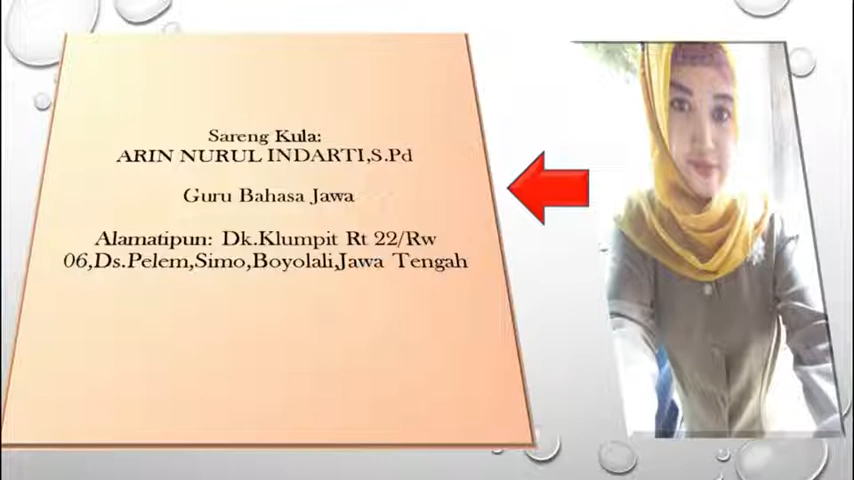 Sareng Kula:
ARIN NURUL INDARTI,S.Pd
Guru Bahasa Jawa
Alamatipun: Dk.Klumpit Rt 22/Rw
06,Ds.Pelem,Simo,Boyolali,Jawa Tengah